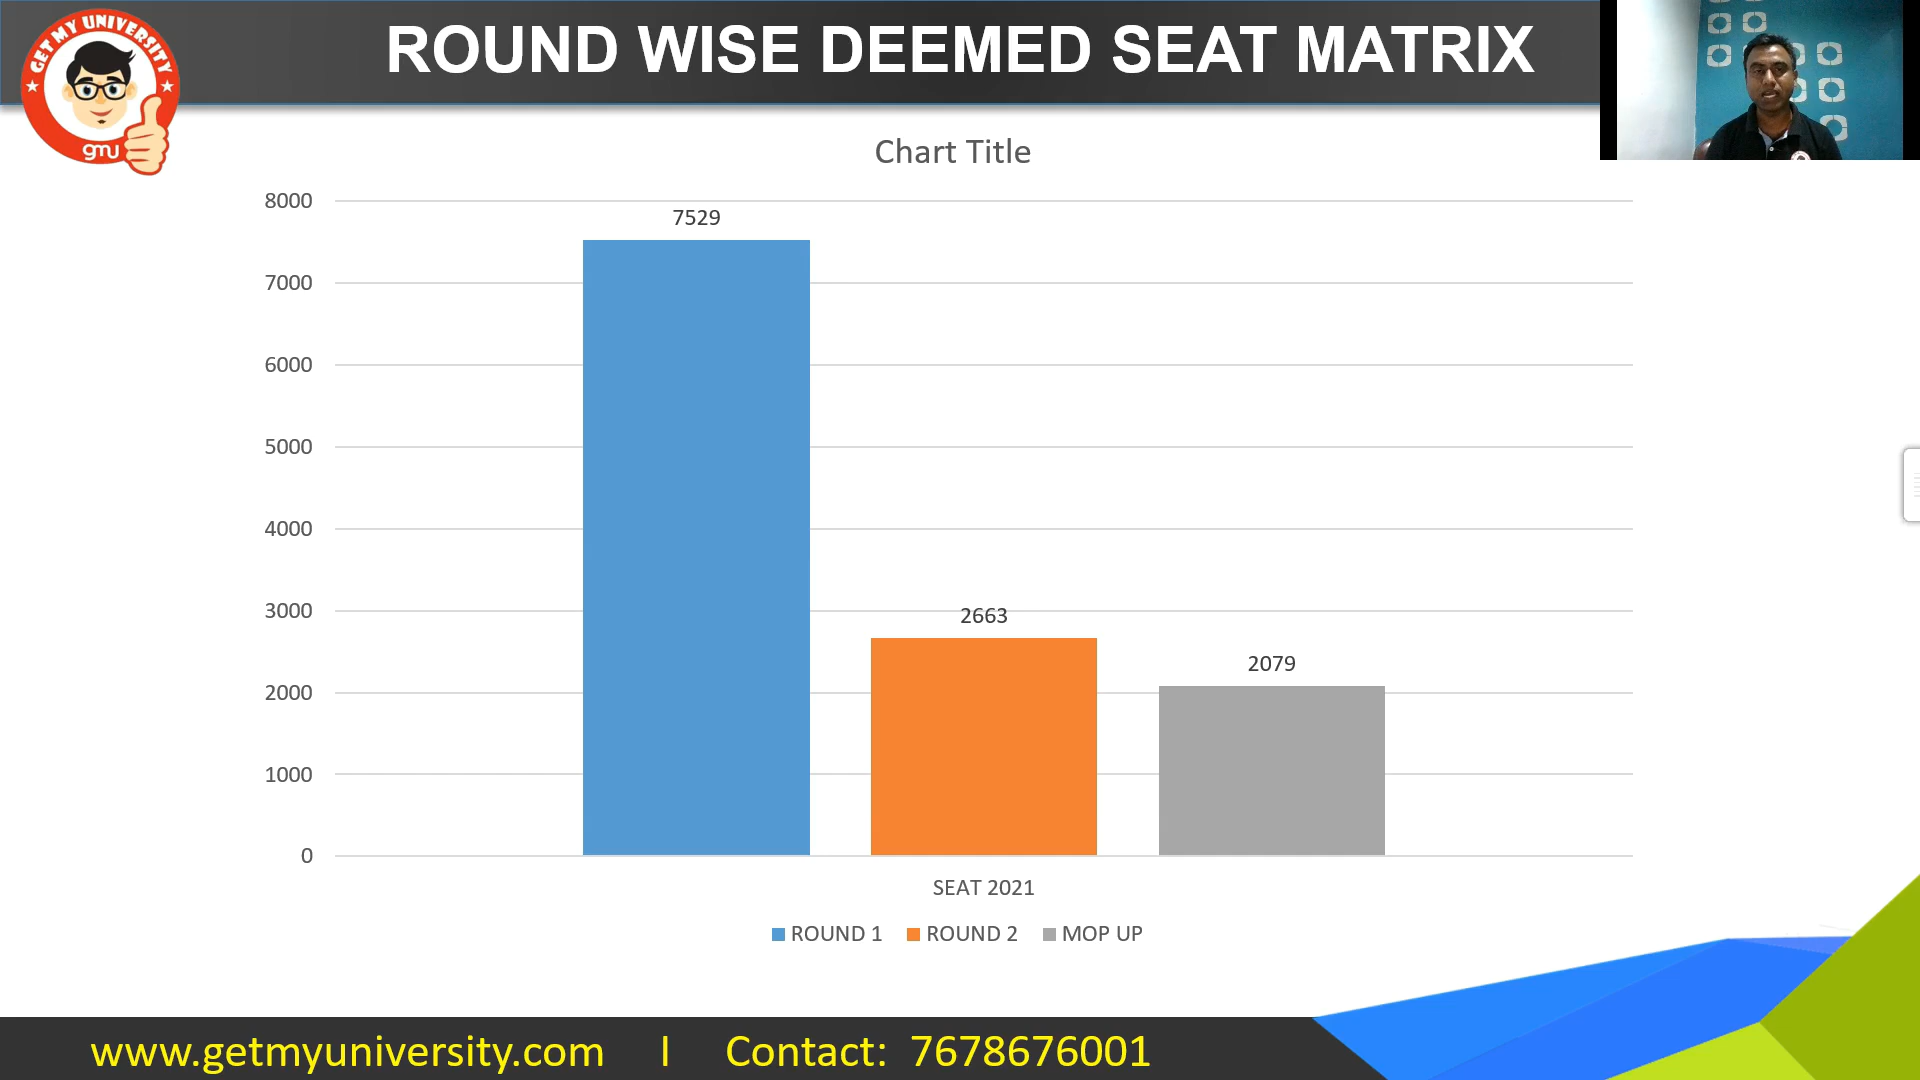 GET MY UNIVERSITY
gmu
ROUND WISE DEEMED SEAT MATRIX
Chart Title
8000
7000
6000
5000
4000
3000
2000
1000
0
7529
2663
2079
SEAT 2021
ROUND 1 ROUND 2 MOP UP
www.getmyuniversity.com I Contact: 7678676001